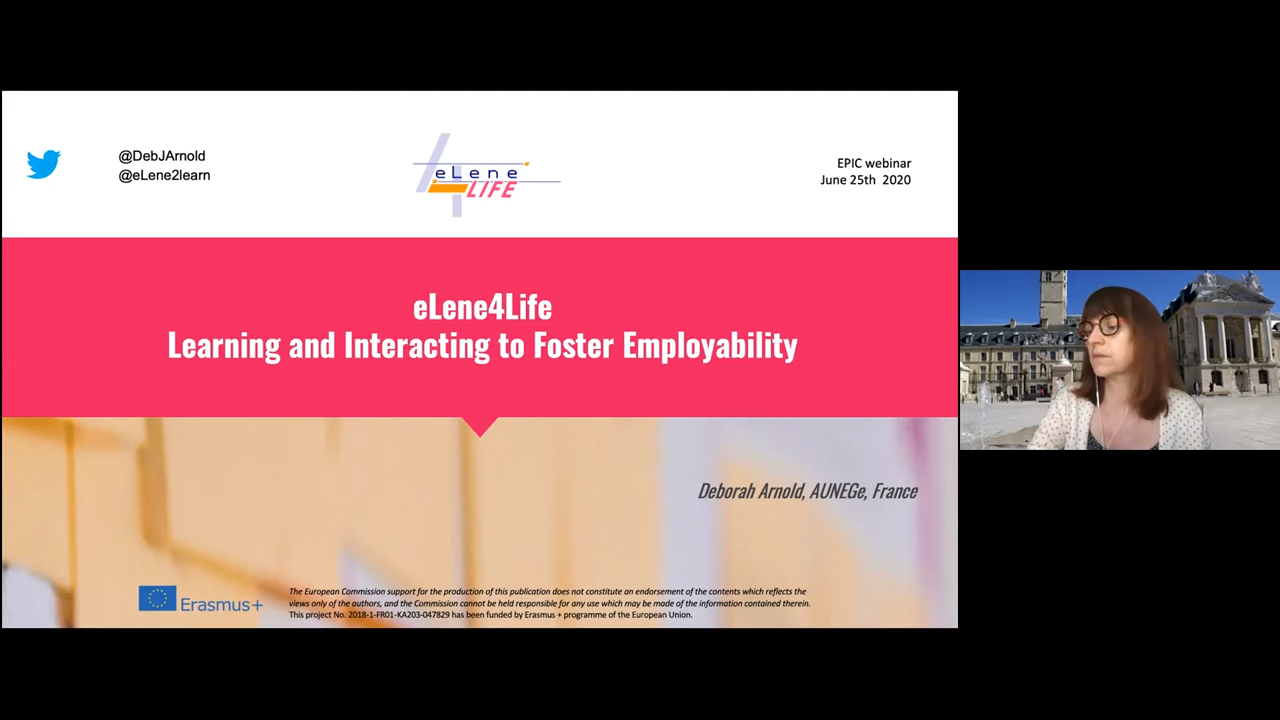 @DebJArnold
@eLene2learn
eLene
4LIFE
EPIC webinar
June 25th 2020
eLene4Life
Learning and Interacting to Foster Employability
Deborah Arnold, AUNEGe, France
Erasmus+
The European Commission support for the production of this publication does not constitute an endorsement of the contents which reflects the
views only of the authors, and the Commission cannot be held responsible for any use which may be made of the information contained therein.
This project No. 2018-1-FR01-KA203-047829 has been funded by Erasmus + programme of the European Union.